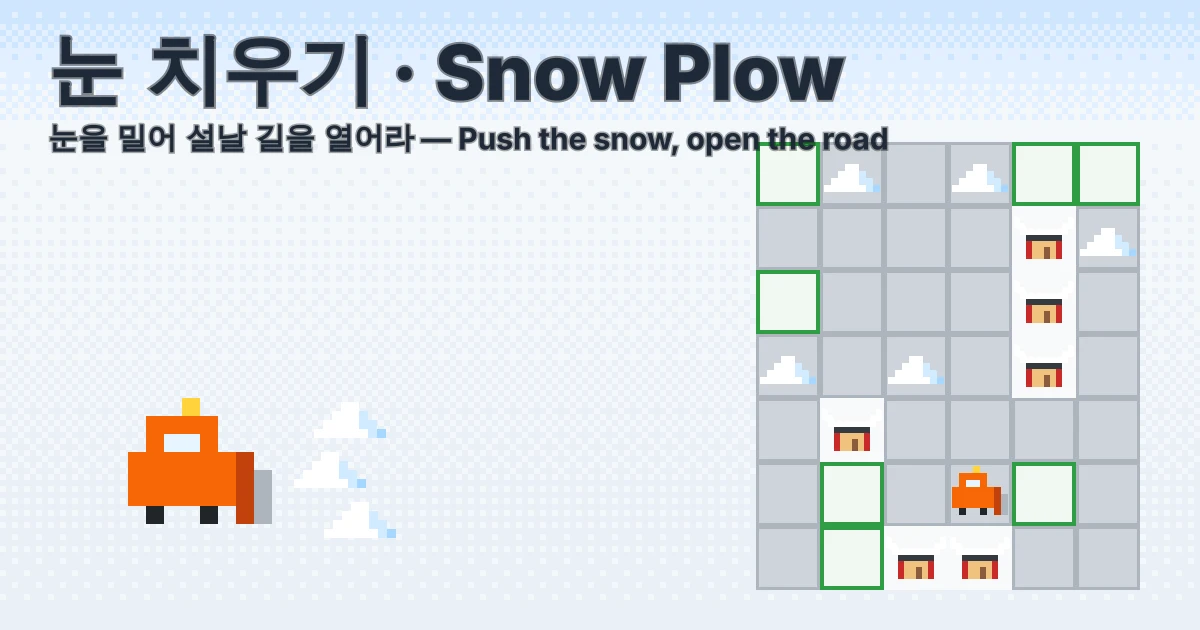 눈 치우기 · Snow Plow
눈을 밀어 설날 길을 열어라 — Push the snow, open the road